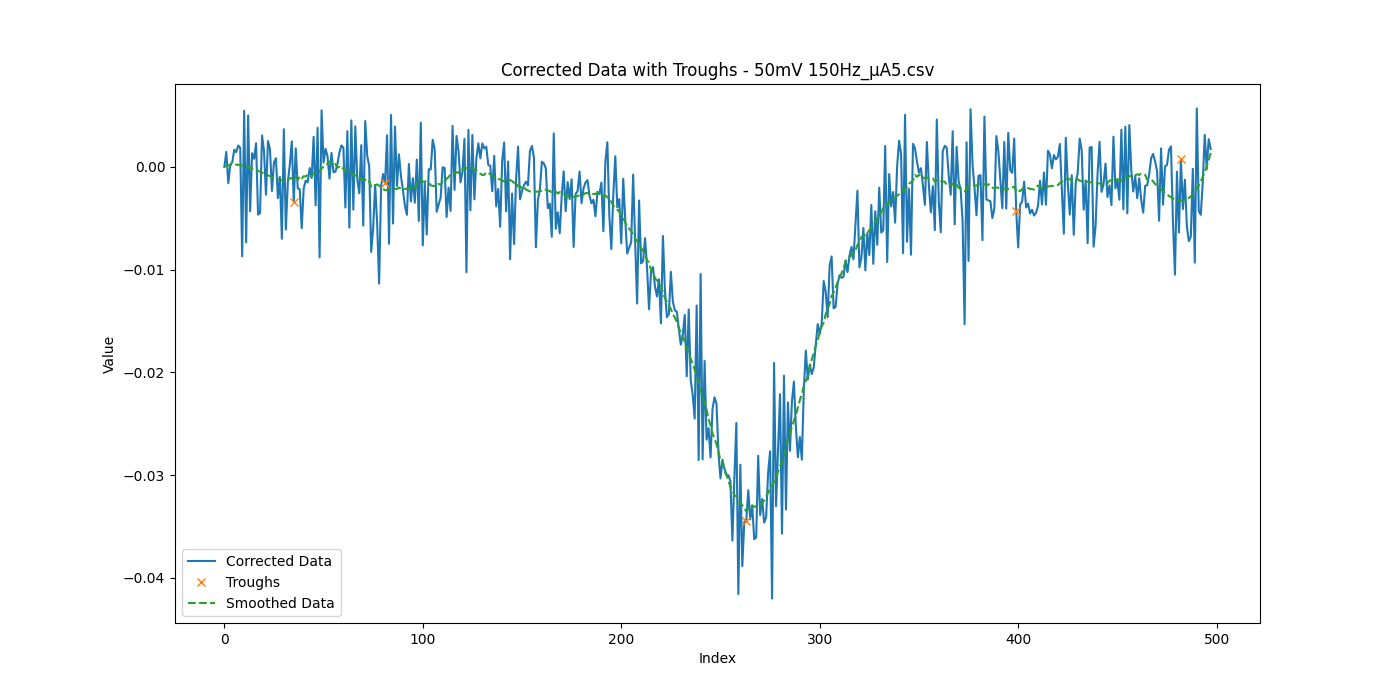 Corrected Data with Troughs - 50mV 150Hz_μA5.csv
Value
0.00
−0.01
−0.02
−0.03
−0.04
Corrected Data
Troughs
Smoothed Data
0 100 200 300 400 500
Index